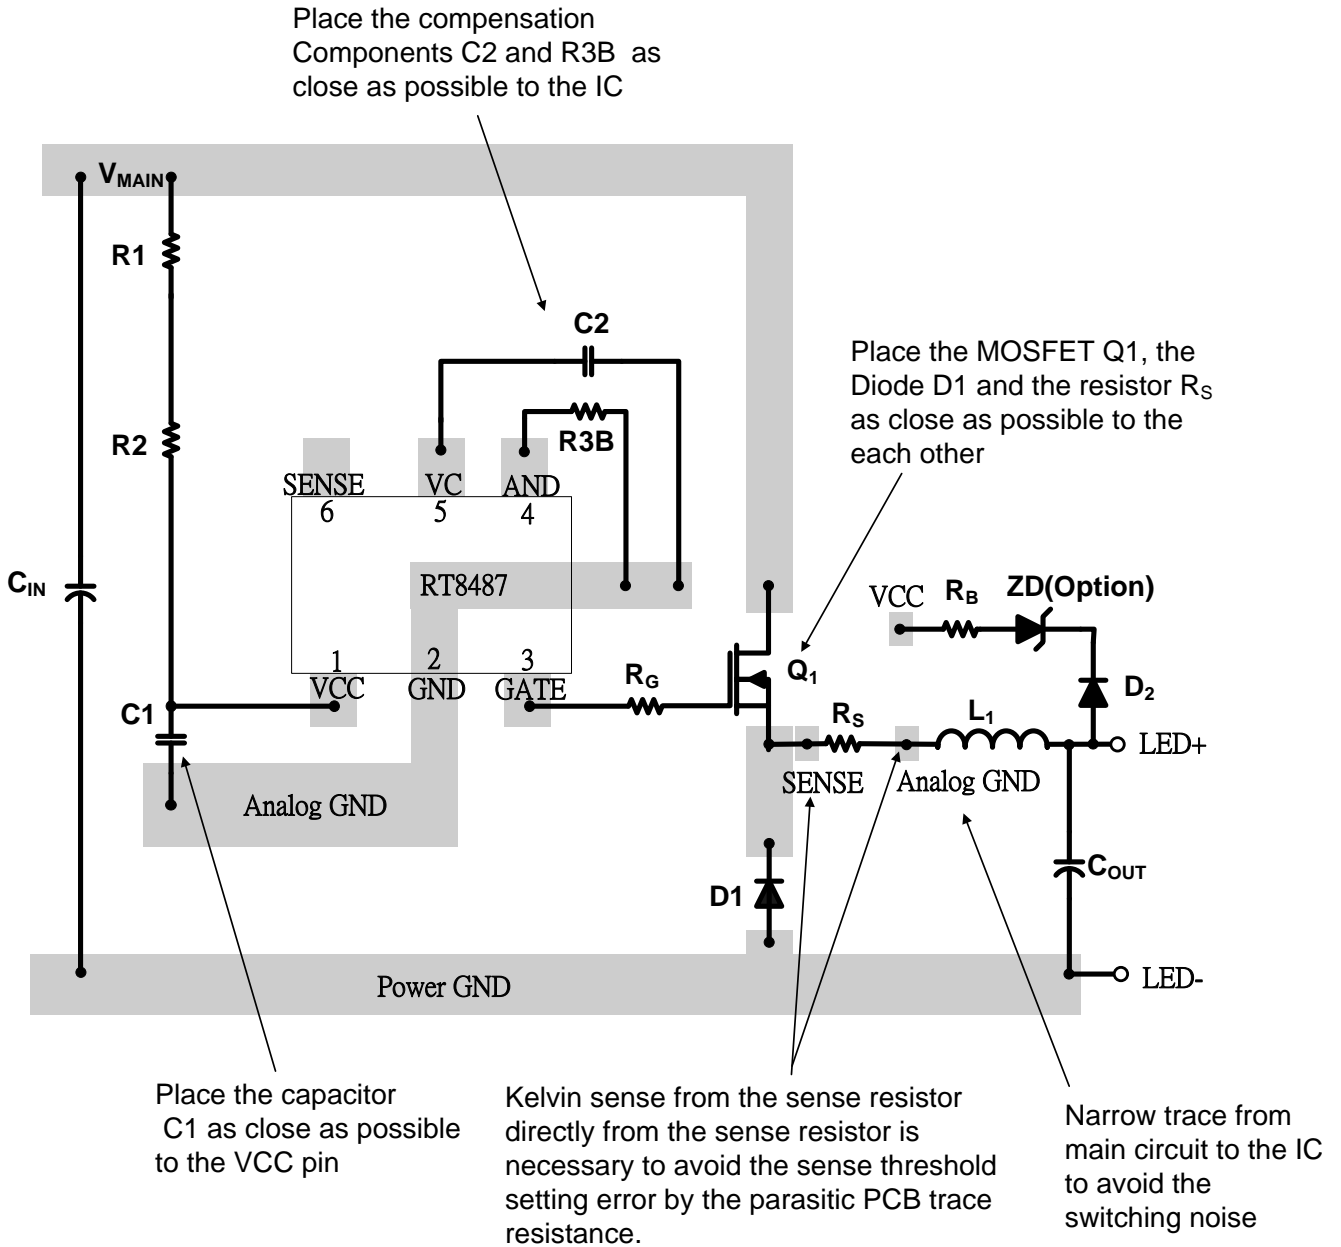 Place the compensation
Components C2 and R3B as
close as possible to the IC
VMAIN
R1
C2
Place the MOSFET Q1, the
Diode D1 and the resistor RS
as close as possible to the
each other
R2
R3B
SENSE VC AND
6 5 4
CIN
RT8487
VCC RB ZD(Option)
1 2 3
VCC GND GATE
RG
Q1
D2
C1
RS
L1
LED+
SENSE
Analog GND
Analog GND
COUT
D1
Power GND
LED-
Place the capacitor
C1 as close as possible
to the VCC pin
Kelvin sense from the sense resistor
directly from the sense resistor is
necessary to avoid the sense threshold
setting error by the parasitic PCB trace
resistance.
Narrow trace from
main circuit to the IC
to avoid the
switching noise